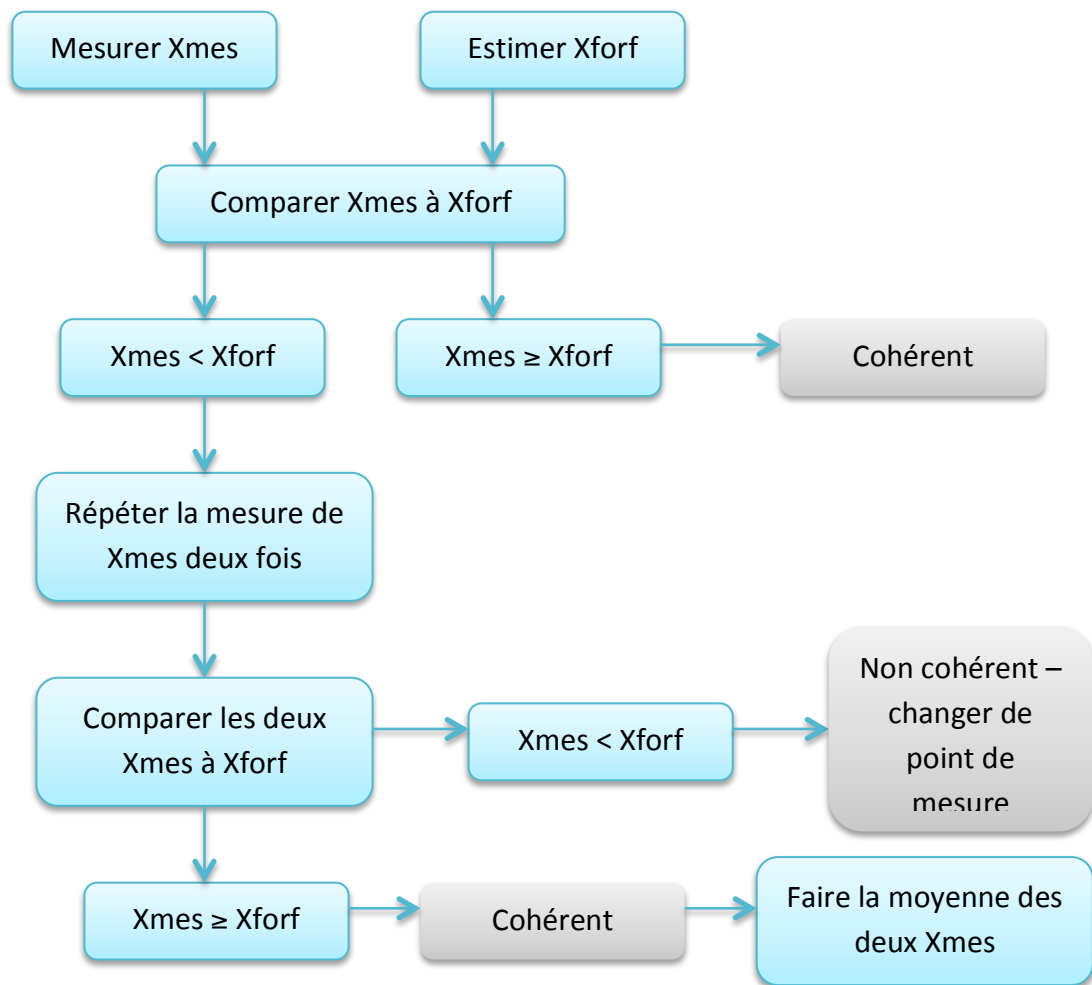 Mesurer Xmes
Estimer Xforf
Comparer Xmes à Xforf
Xmes < Xforf
Xmes ≥ Xforf
Cohérent
Répéter la mesure de
Xmes deux fois
Comparer les deux
Xmes à Xforf
Xmes < Xforf
Non cohérent –
changer de
point de
mesure
Xmes ≥ Xforf
Cohérent
Faire la moyenne des
deux Xmes